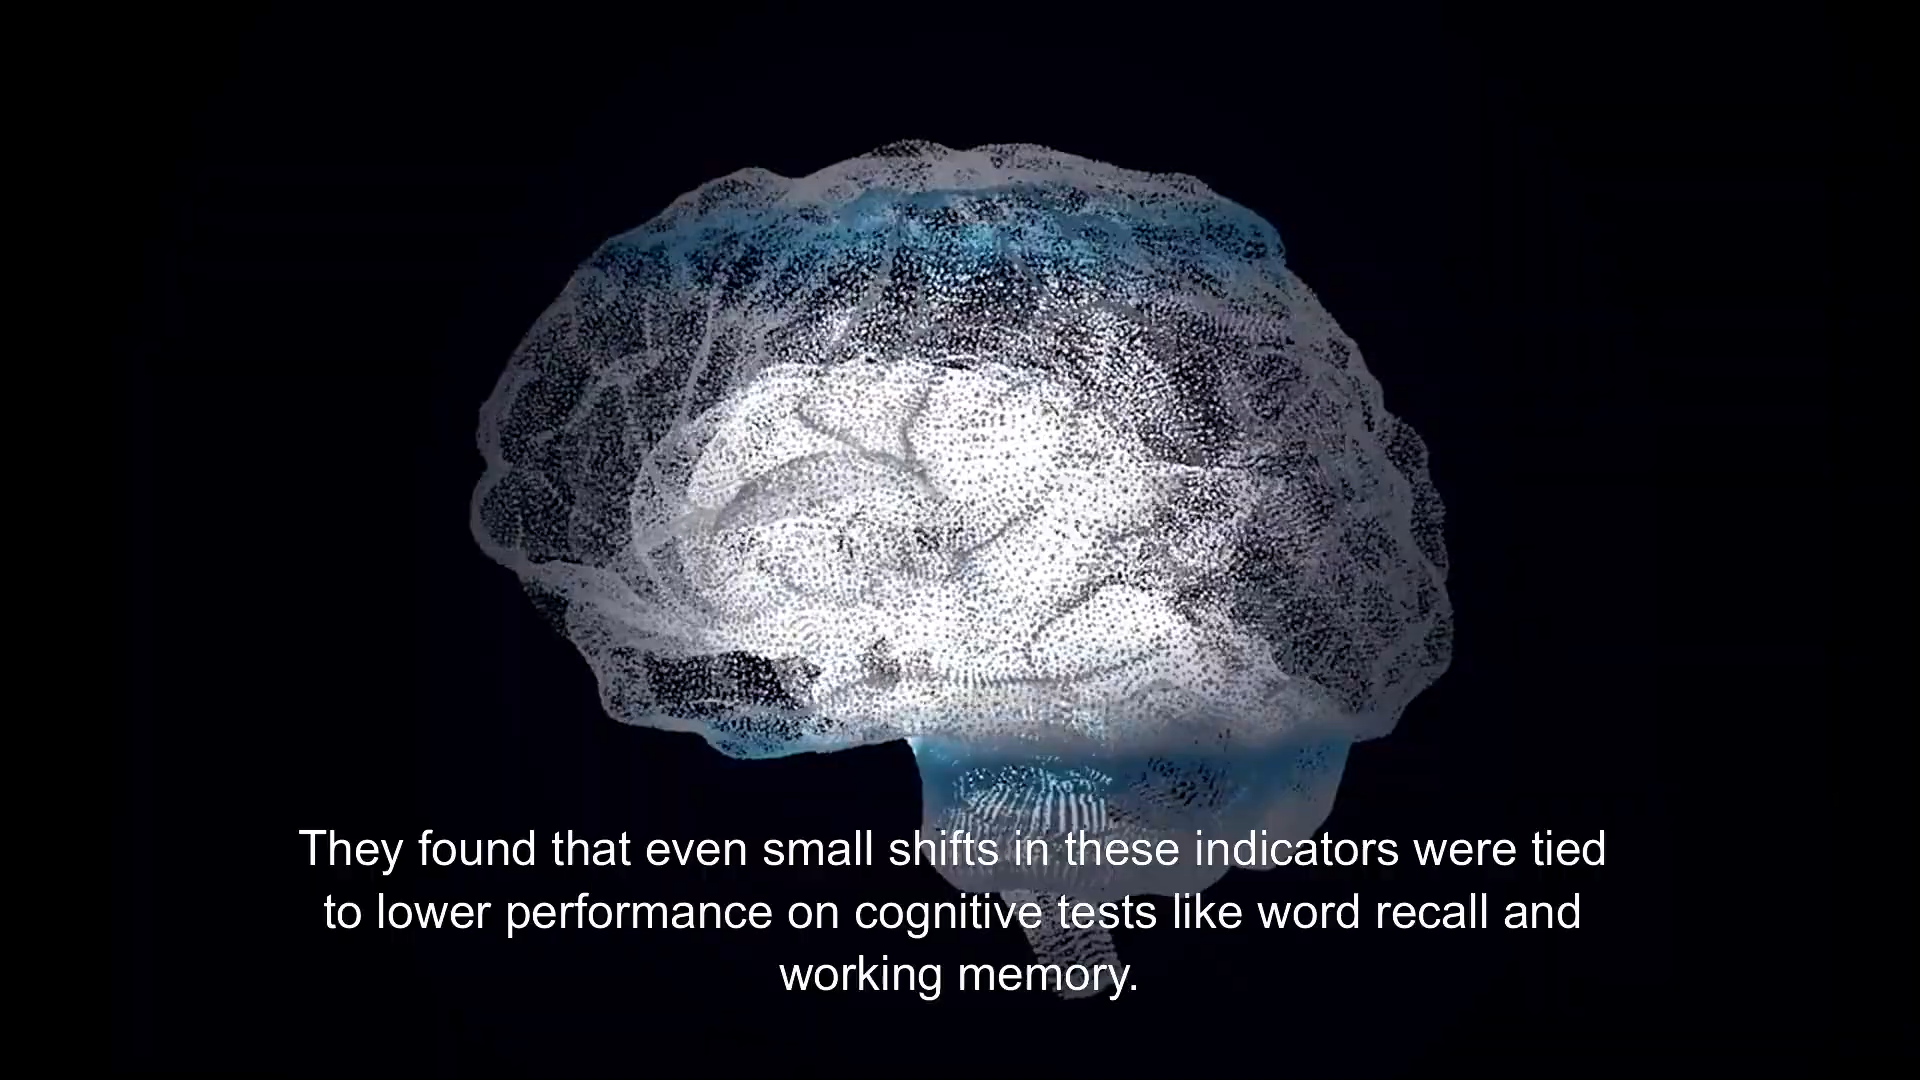 They found that even small shifts in these indicators were tied
to lower performance on cognitive tests like word recall and
working memory.